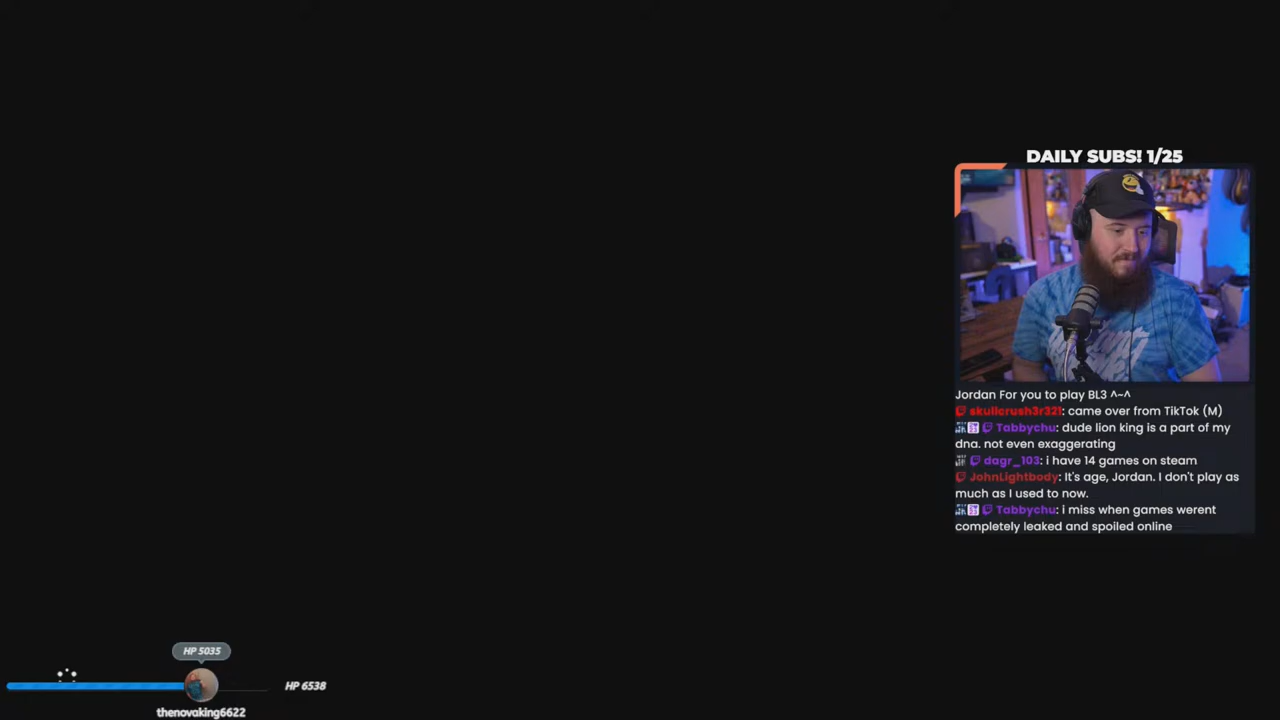 DAILY SUBS! 1/25
Jordan For you to play BL3 ^~^
skullcrush3r321: came over from TikTok (M)
Tabbychu: dude lion king is a part of my
dna. not even exaggerating
dagr_103: i have 14 games on steam
JohnLightbody: It's age, Jordan. I don't play as
much as I used to now.
Tabbychu: i miss when games werent
completely leaked and spoiled online
HP 5035
HP 6538
thenovaking6622